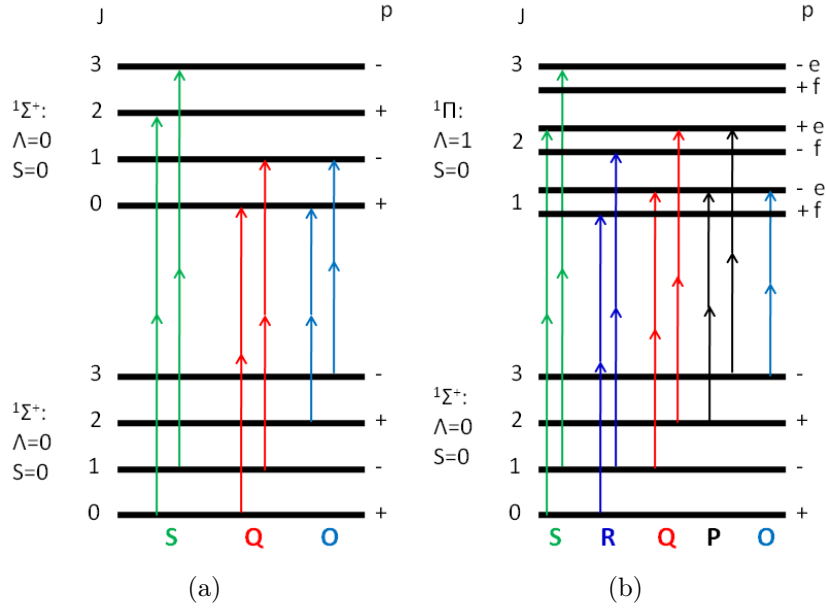 J p
3 -
¹Σ⁺: 2 +
Λ=0
S=0 1 -
0 +
3 -
¹Σ⁺: 2 +
Λ=0
S=0 1 -
0 +
S Q O
(a)
J p
3 - e
+ f
¹Π: + e
Λ=1 2 - f
S=0
- e
1 + f
3 -
¹Σ⁺:
Λ=0 2 +
S=0
1 -
0 +
S R Q P O
(b)